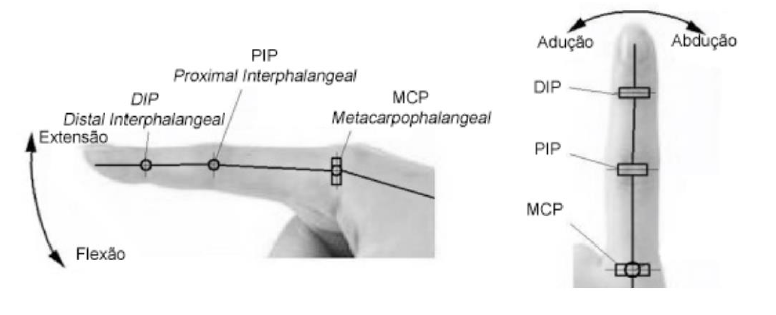 PIP
Proximal Interphalangeal
DIP
Distal Interphalangeal
MCP
Metacarpophalangeal
Extensão
Flexão
Adução
Abdução
DIP
PIP
MCP